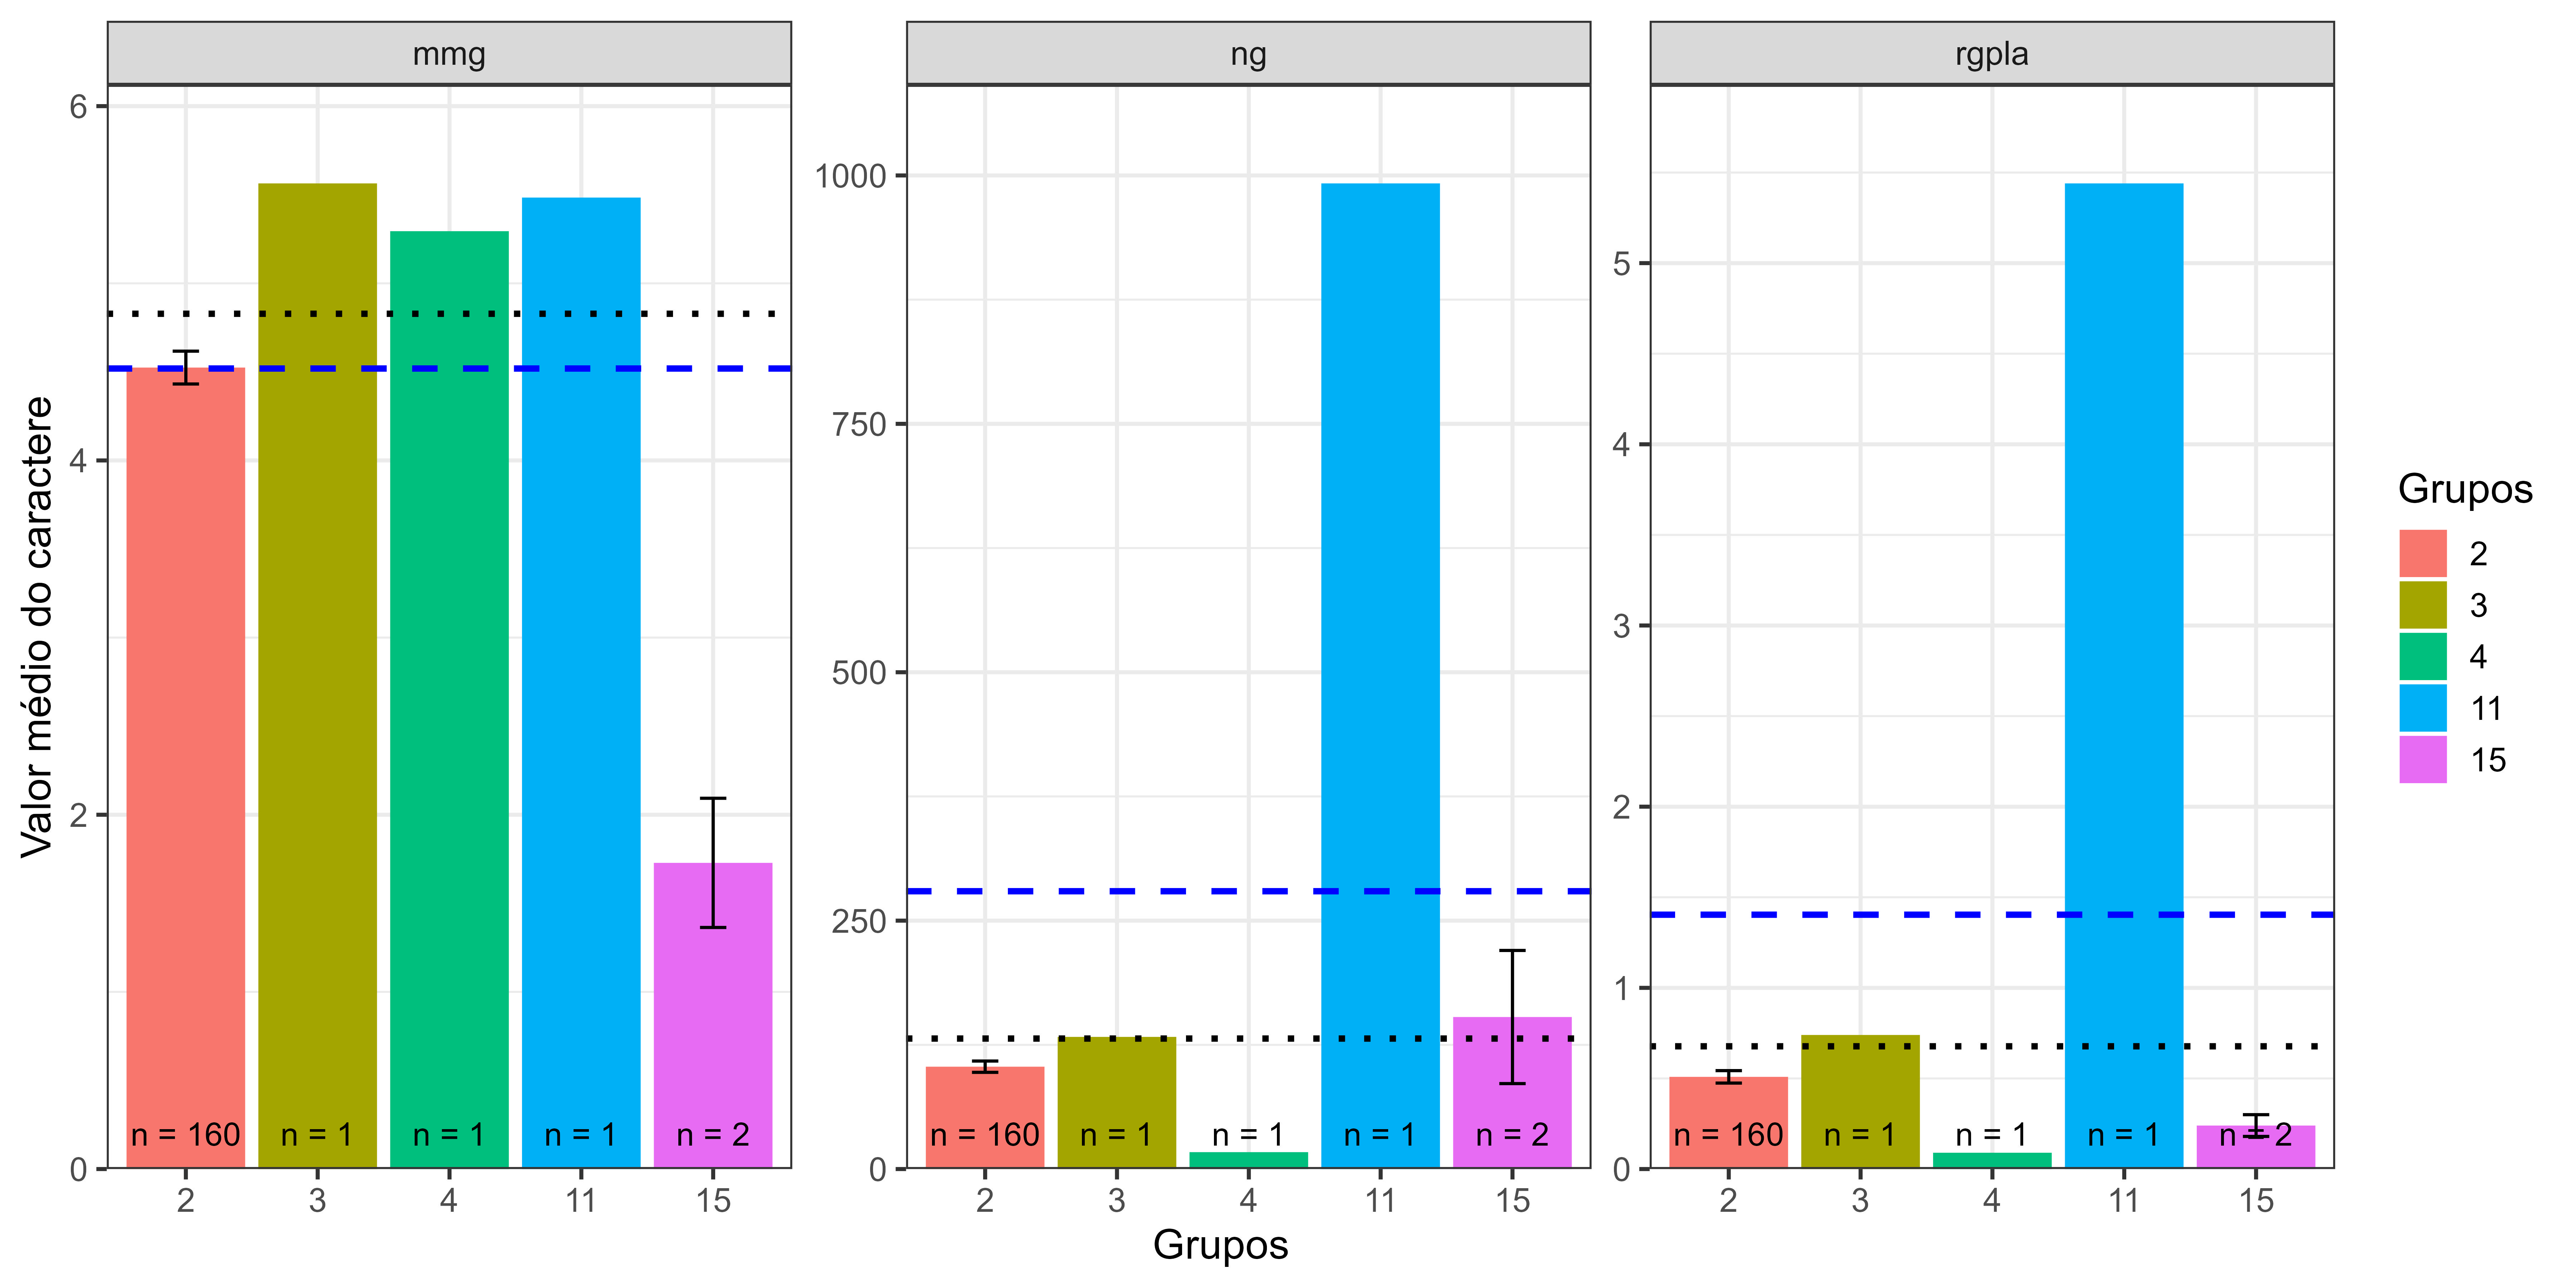 mmg
ng
rgpla
Valor médio do caractere
6
4
2
0
n = 160
n = 1
n = 1
n = 1
n = 2
2
3
4
11
15
1000
750
500
250
0
n = 160
n = 1
n = 1
n = 1
n = 2
2
3
4
11
15
5
4
3
2
1
0
n = 160
n = 1
n = 1
n = 1
n = 2
2
3
4
11
15
Grupos
Grupos
2
3
4
11
15